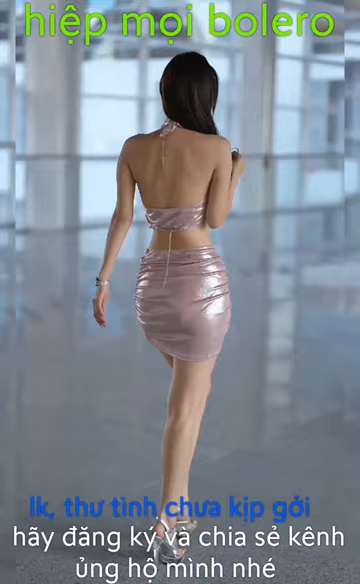 hiệp mọi bolero
lk, thư tình chưa kịp gởi
hãy đăng ký và chia sẻ kênh
ủng hộ mình nhé